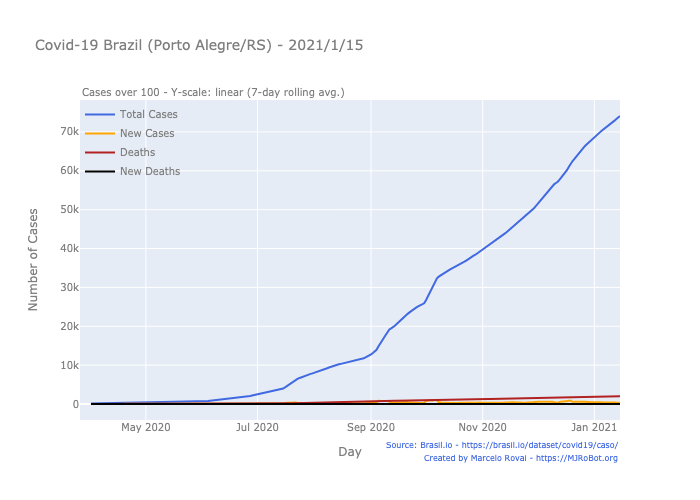 Covid-19 Brazil (Porto Alegre/RS) - 2021/1/15
Cases over 100 - Y-scale: linear (7-day rolling avg.)
Total Cases
New Cases
Deaths
New Deaths
70k
60k
50k
40k
30k
20k
10k
0
Number of Cases
May 2020
Jul 2020
Sep 2020
Nov 2020
Jan 2021
Day
Source: Brasil.io - https://brasil.io/dataset/covid19/caso/
Created by Marcelo Rovai - https://MJRoBot.org